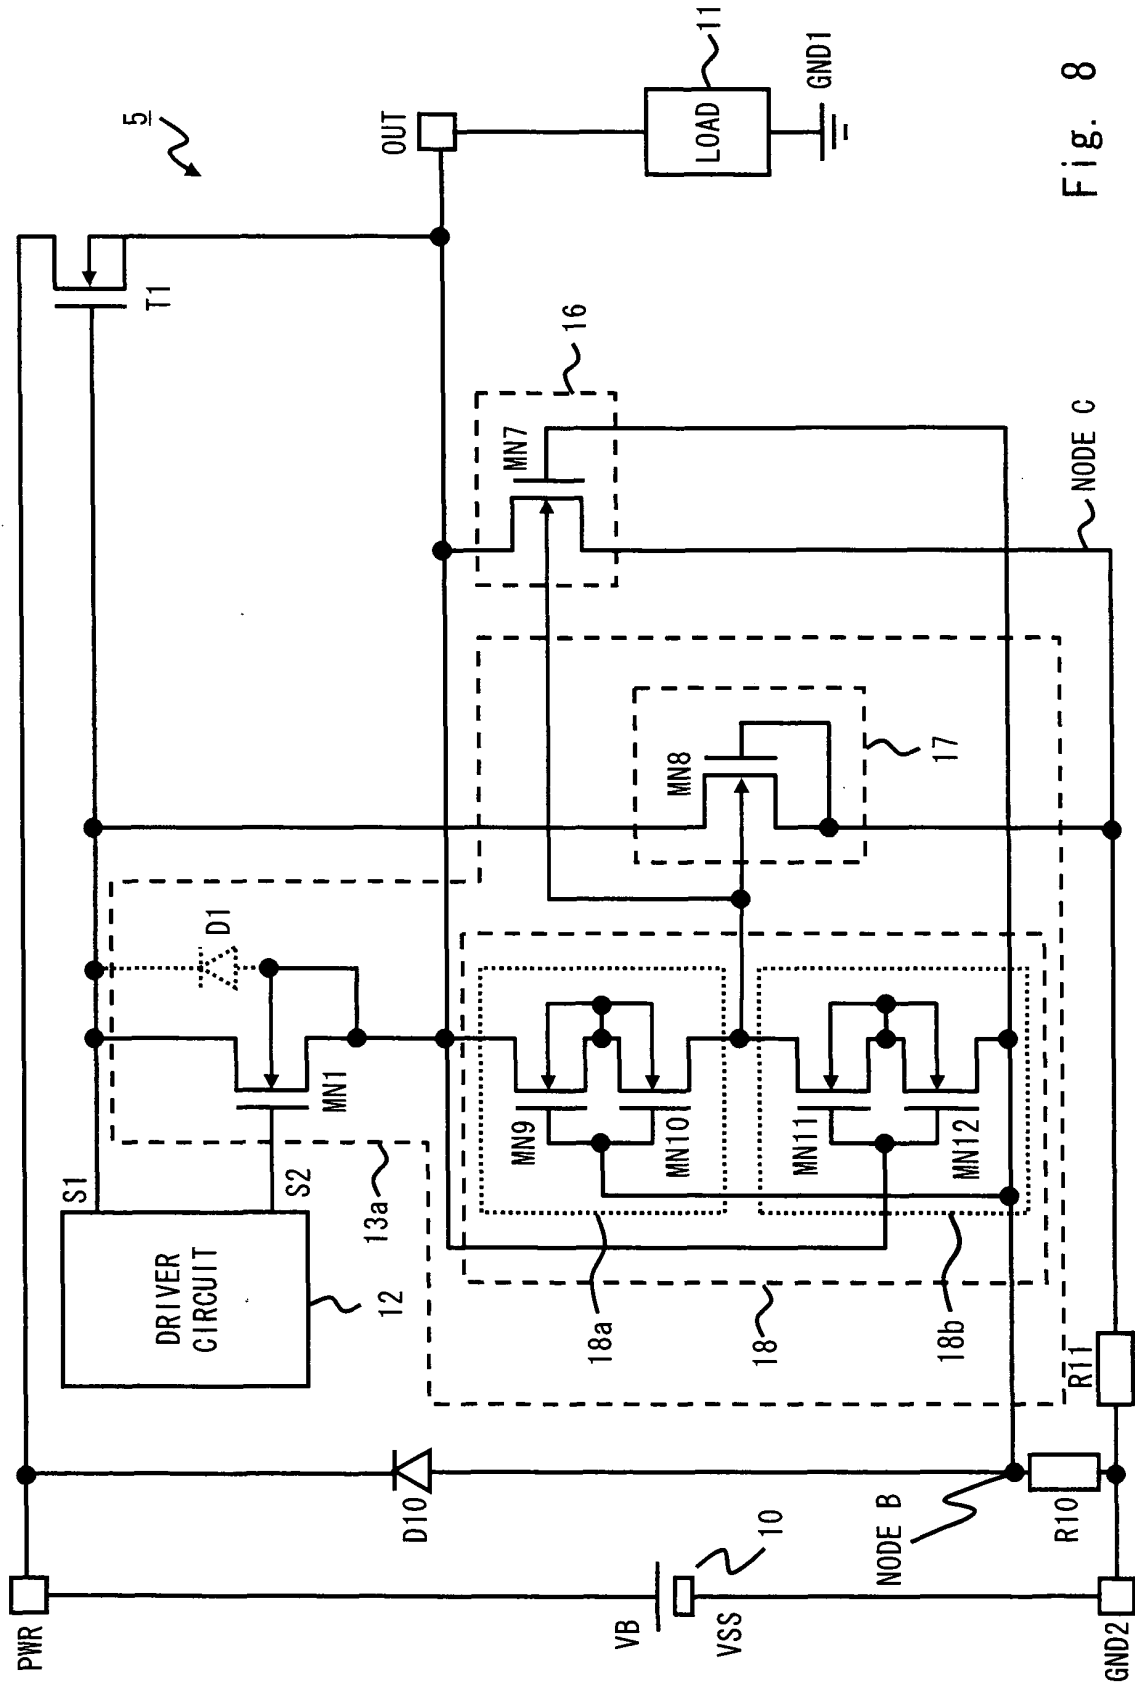 5
PWR
VB
VSS
10
GND2
D10
NODE B
R10
R11
DRIVER
CIRCUIT
12
S1
S2
13a
MN1
D1
18
18a
18b
MN9
MN10
MN11
MN12
MN8
17
MN7
16
NODE C
T1
OUT
LOAD
11
GND1
Fig. 8